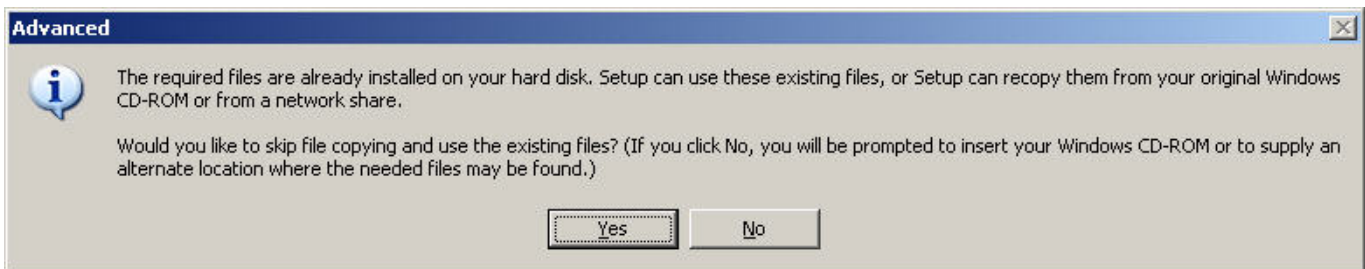 Advanced
The required files are already installed on your hard disk. Setup can use these existing files, or Setup can recopy them from your original Windows
CD-ROM or from a network share.
Would you like to skip file copying and use the existing files? (If you click No, you will be prompted to insert your Windows CD-ROM or to supply an
alternate location where the needed files may be found.)
Yes No